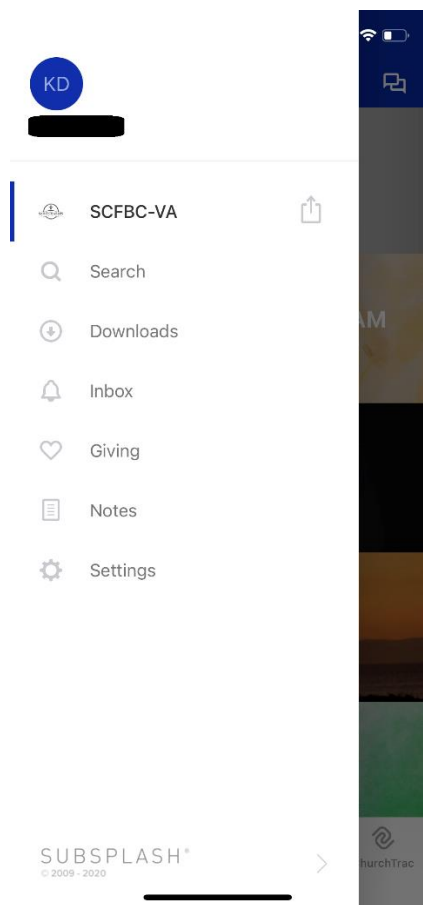 KD
SCFBC-VA
Search
Downloads
AM
Inbox
Giving
Notes
Settings
SUBSPLASH®
© 2009 - 2020
hurchTrac